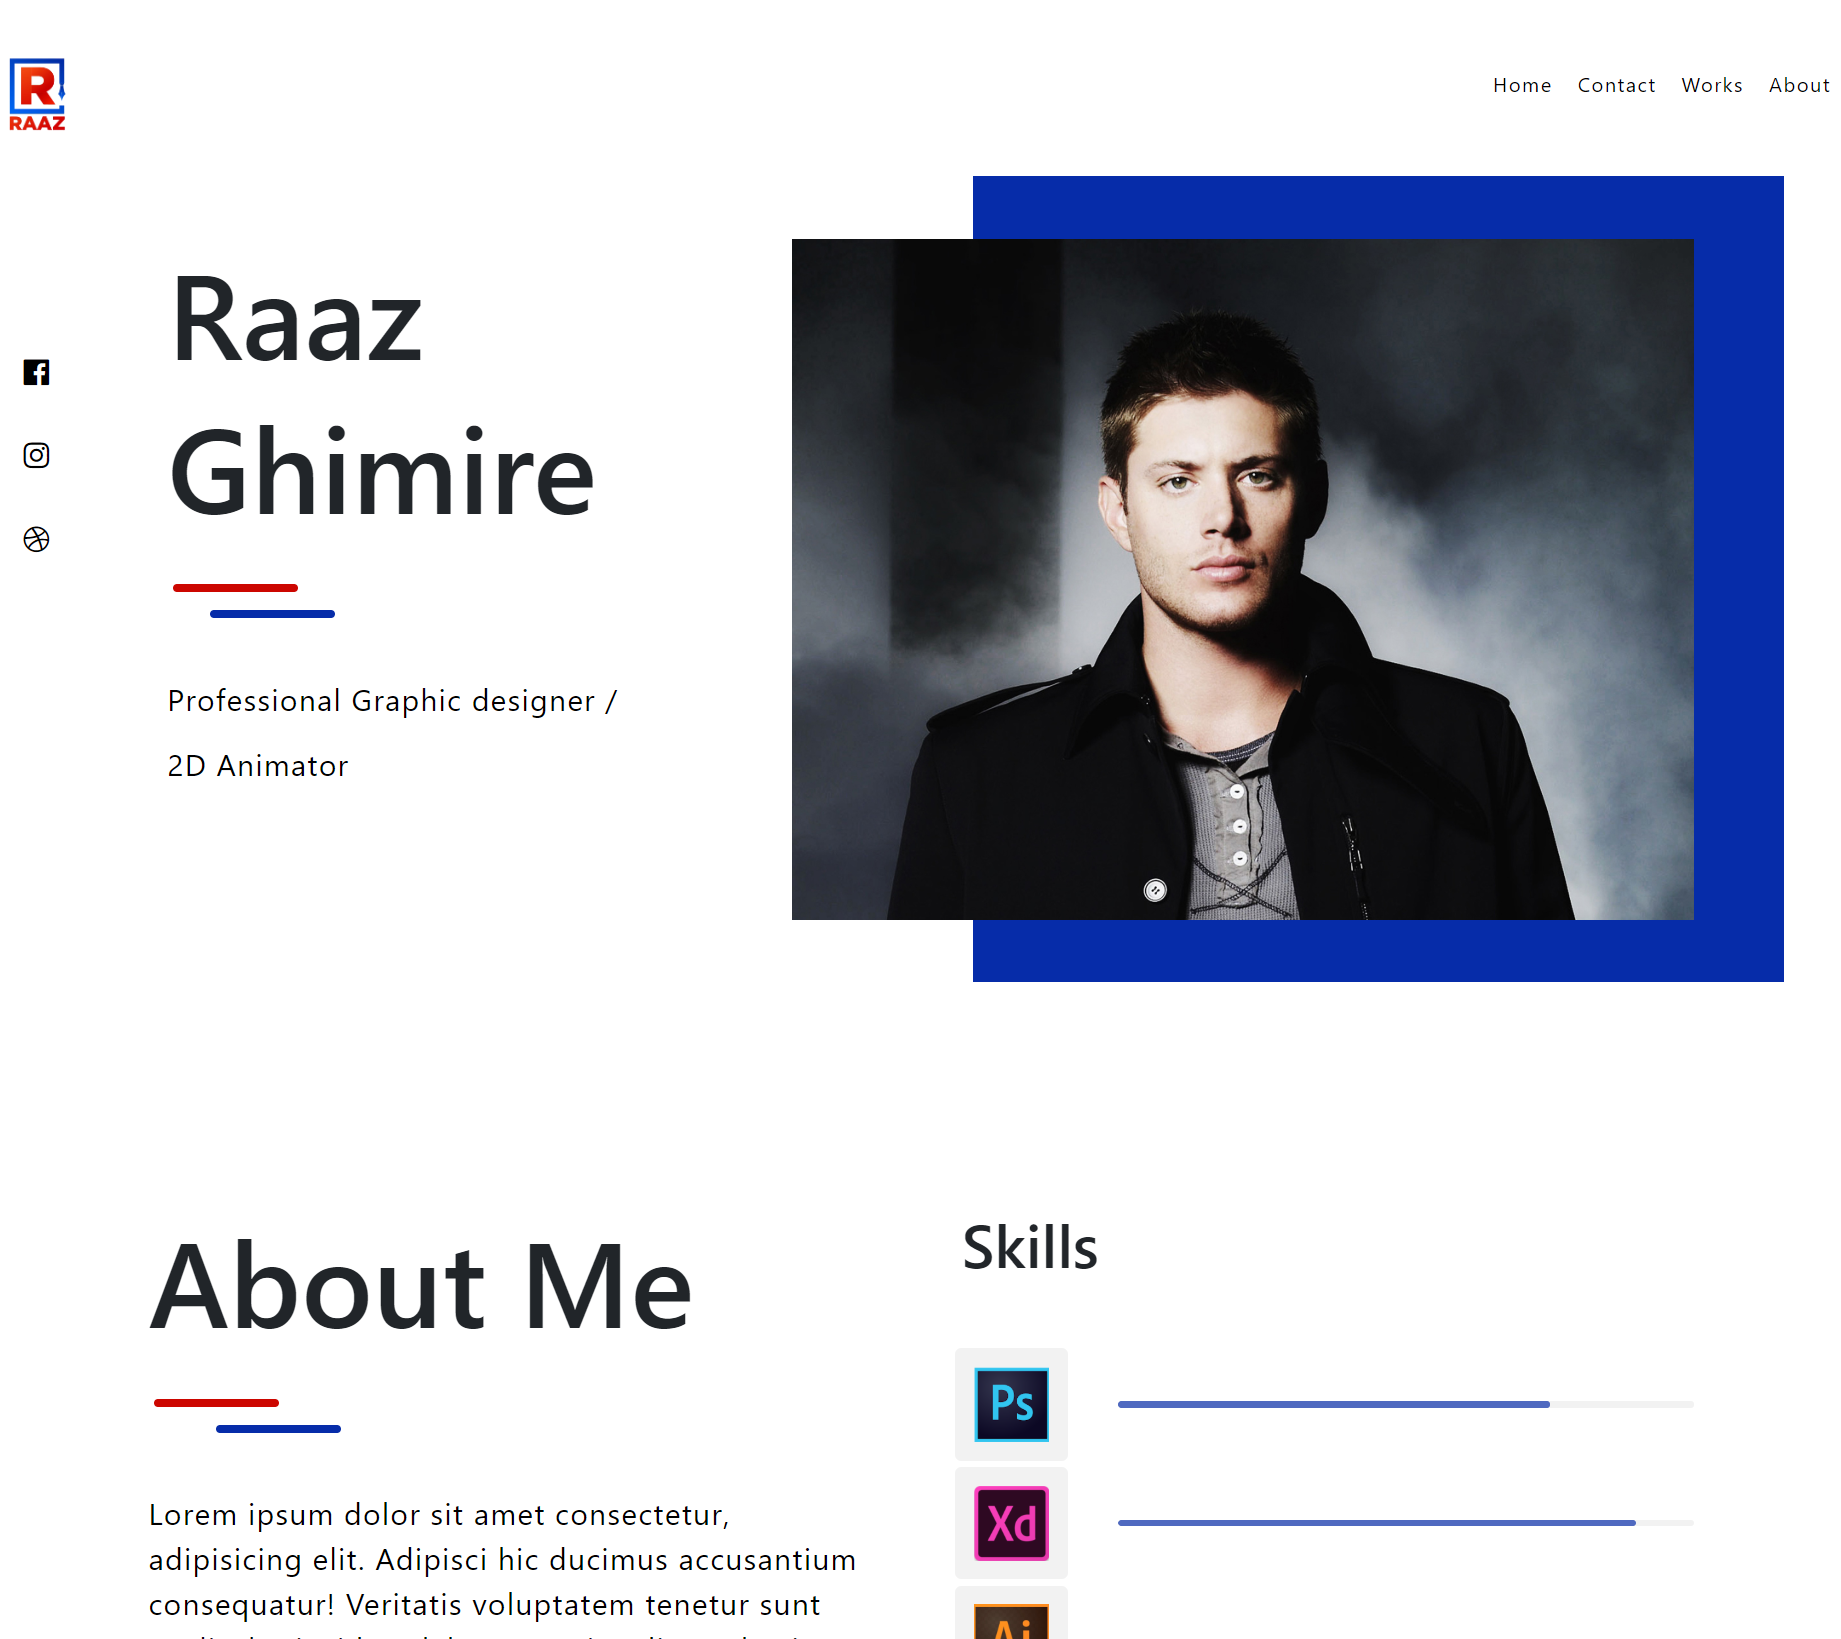 R
RAAZ
Home Contact Works About
Raaz
Ghimire
Professional Graphic designer /
2D Animator
About Me
Lorem ipsum dolor sit amet consectetur,
adipisicing elit. Adipisci hic ducimus accusantium
consequatur! Veritatis voluptatem tenetur sunt
Skills
Ps
Xd
Ai